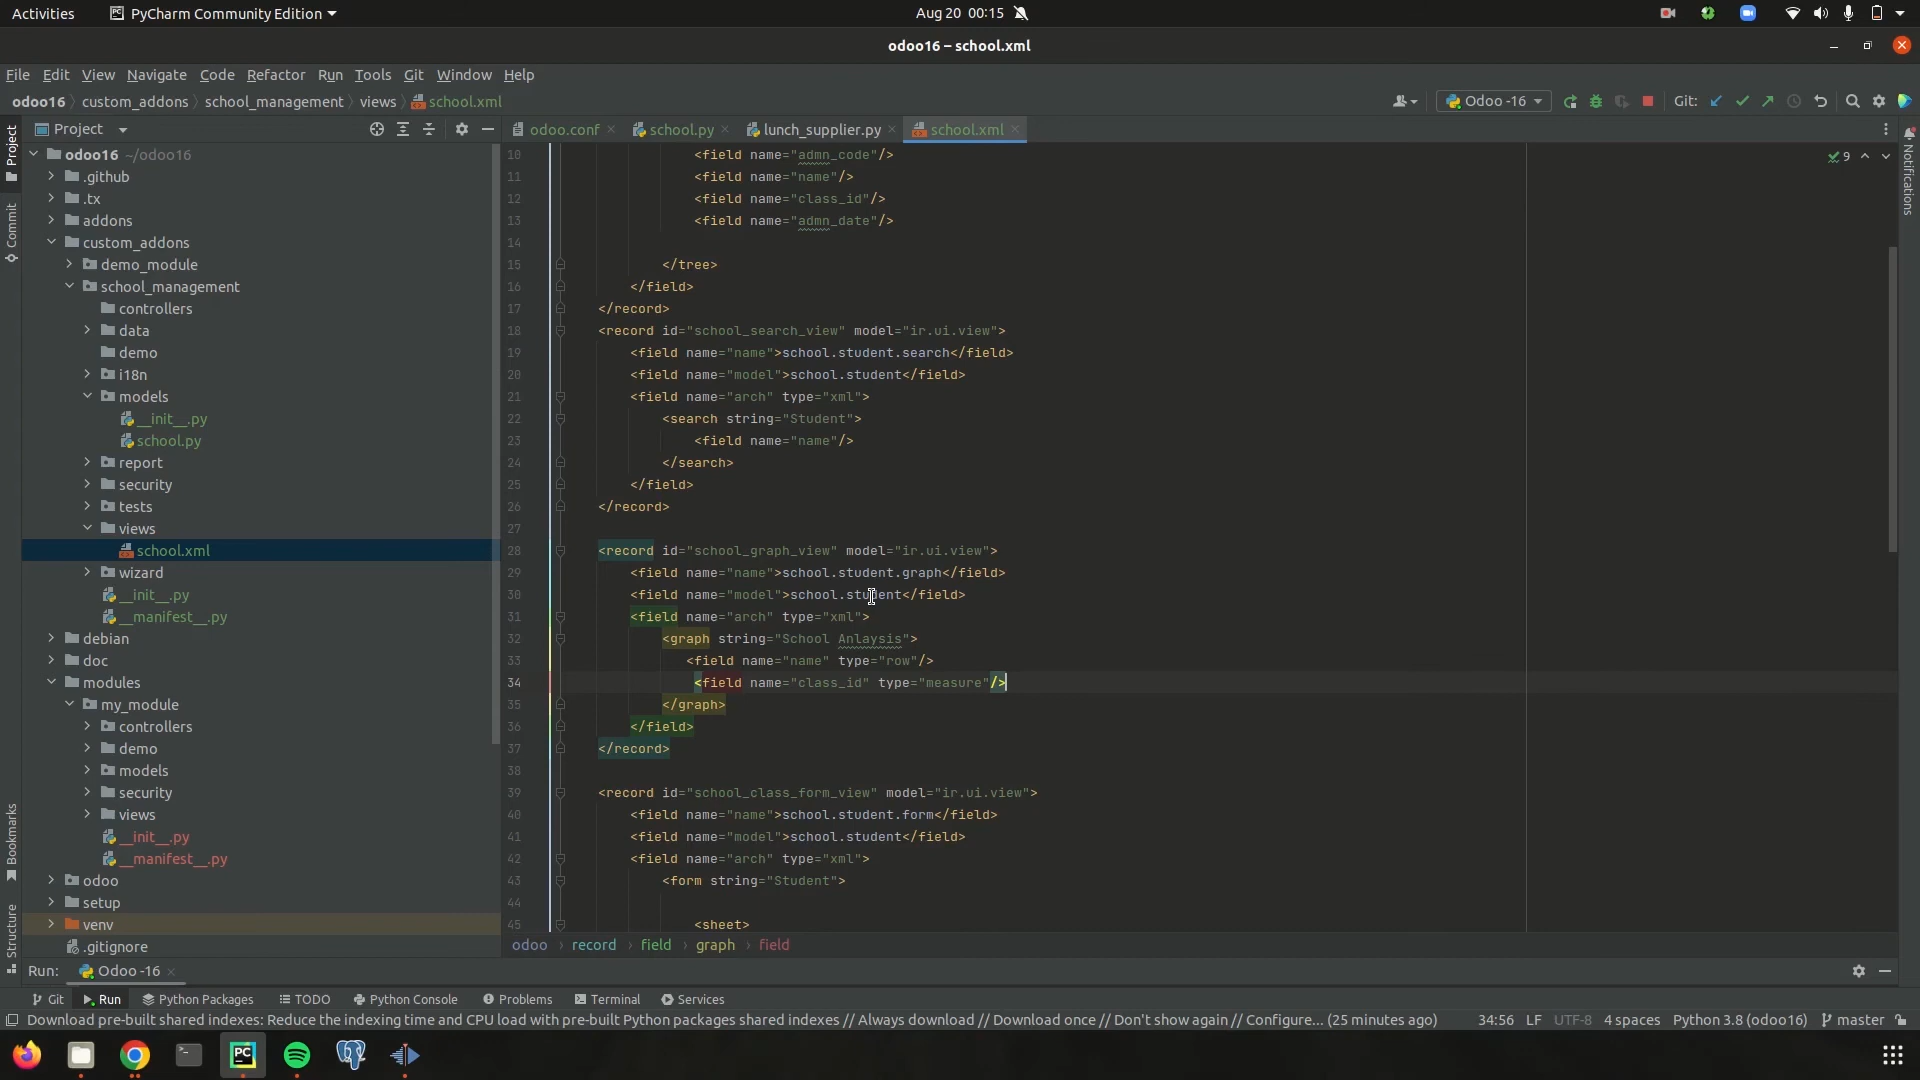 Activities PyCharm Community Edition Aug 20 00:15
odoo16 – school.xml
File Edit View Navigate Code Refactor Run Tools Git Window Help
odoo16 custom_addons school_management views school.xml Odoo -16 Git:
Project odoo.conf school.py lunch_supplier.py school.xml
Project
Commit
Bookmarks
Structure
Notifications
odoo16 ~/odoo16
.github
.tx
addons
custom_addons
demo_module
school_management
controllers
data
demo
i18n
models
__init__.py
school.py
report
security
tests
views
school.xml
wizard
__init__.py
__manifest__.py
debian
doc
modules
my_module
controllers
demo
models
security
views
__init__.py
__manifest__.py
odoo
setup
venv
.gitignore
9
10 <field name="admn_code"/>
11 <field name="name"/>
12 <field name="class_id"/>
13 <field name="admn_date"/>
14
15 </tree>
16 </field>
17 </record>
18 <record id="school_search_view" model="ir.ui.view">
19 <field name="name">school.student.search</field>
20 <field name="model">school.student</field>
21 <field name="arch" type="xml">
22 <search string="Student">
23 <field name="name"/>
24 </search>
25 </field>
26 </record>
27
28 <record id="school_graph_view" model="ir.ui.view">
29 <field name="name">school.student.graph</field>
30 <field name="model">school.student</field>
31 <field name="arch" type="xml">
32 <graph string="School Anlaysis">
33 <field name="name" type="row"/>
34 <field name="class_id" type="measure"/>
35 </graph>
36 </field>
37 </record>
38
39 <record id="school_class_form_view" model="ir.ui.view">
40 <field name="name">school.student.form</field>
41 <field name="model">school.student</field>
42 <field name="arch" type="xml">
43 <form string="Student">
44
45 <sheet>
odoo › record › field › graph › field
Run: Odoo -16
Git Run Python Packages TODO Python Console Problems Terminal Services
Download pre-built shared indexes: Reduce the indexing time and CPU load with pre-built Python packages shared indexes // Always download // Download once // Don't show again // Configure... (25 minutes ago) 34:56 LF UTF-8 4 spaces Python 3.8 (odoo16) master
PC